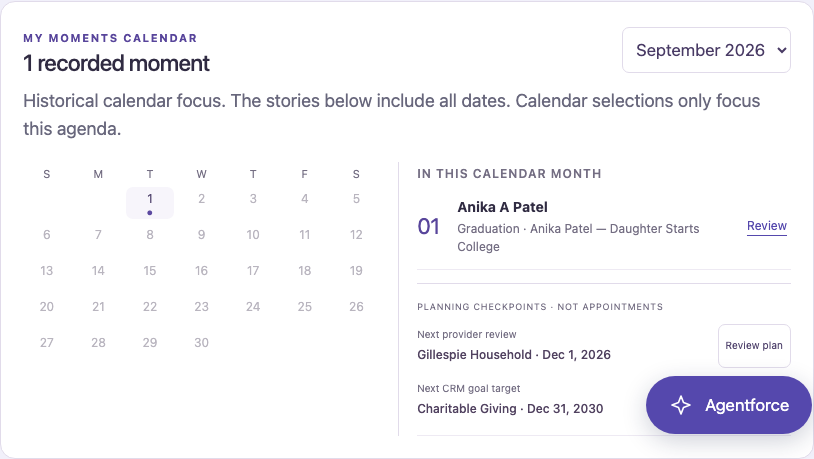 MY MOMENTS CALENDAR
1 recorded moment
September 2026
Historical calendar focus. The stories below include all dates. Calendar selections only focus
this agenda.
S M T W T F S
1 2 3 4 5
6 7 8 9 10 11 12
13 14 15 16 17 18 19
20 21 22 23 24 25 26
27 28 29 30
IN THIS CALENDAR MONTH
01
Anika A Patel
Graduation · Anika Patel — Daughter Starts
College
Review
PLANNING CHECKPOINTS · NOT APPOINTMENTS
Next provider review
Gillespie Household · Dec 1, 2026
Review plan
Next CRM goal target
Charitable Giving · Dec 31, 2030
Agentforce